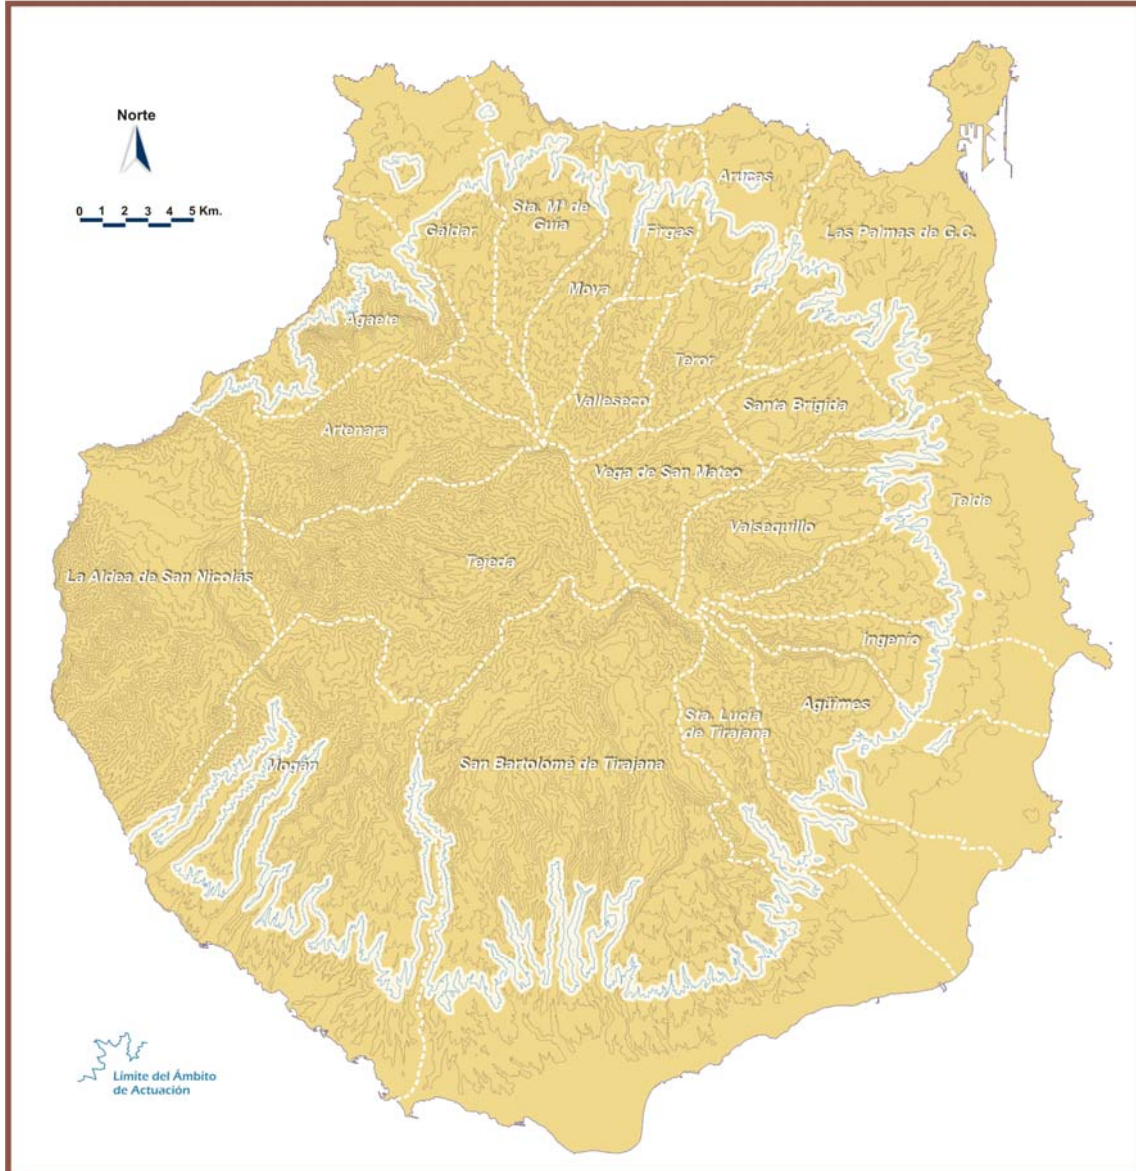 Norte
0 1 2 3 4 5 Km.
Arucas
Sta. Mª de
Guía
Gáldar
Firgas
Las Palmas de G.C.
Moya
Agaete
Teror
Valleseco
Santa Brígida
Artenara
Vega de San Mateo
Telde
Valsequillo
Tejeda
La Aldea de San Nicolás
Ingenio
Agüimes
Sta. Lucía
de Tirajana
Mogán
San Bartolomé de Tirajana
Límite del Ámbito
de Actuación